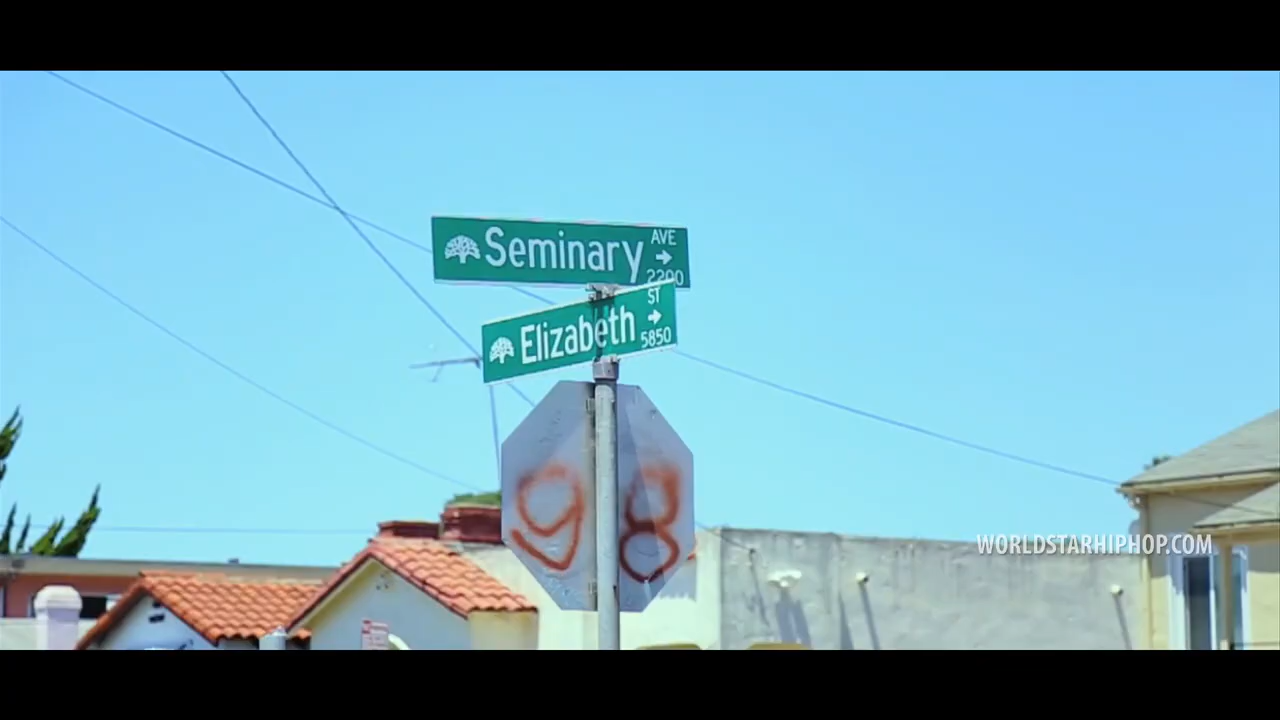 Seminary AVE
2200
Elizabeth ST
5850
98
WORLDSTARHIPHOP.COM